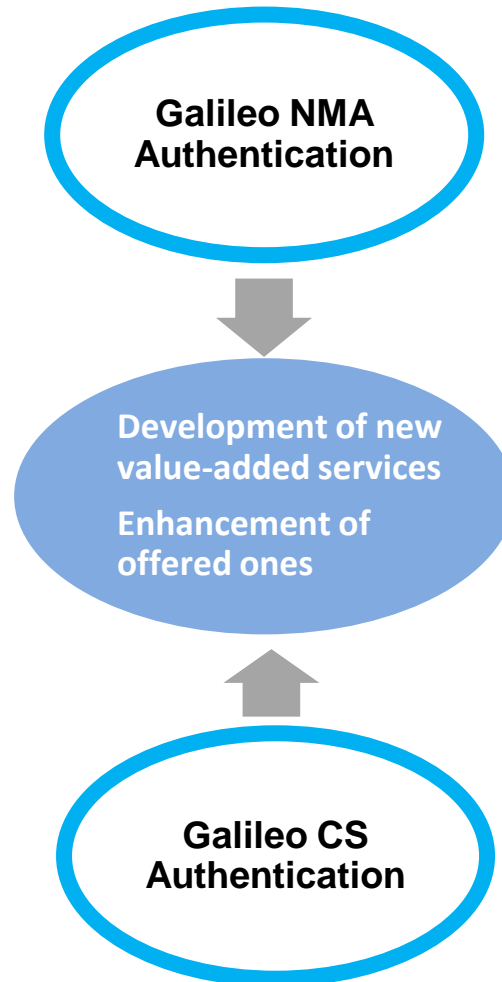 Galileo NMA
Authentication
Development of new
value-added services
Enhancement of
offered ones
Galileo CS
Authentication